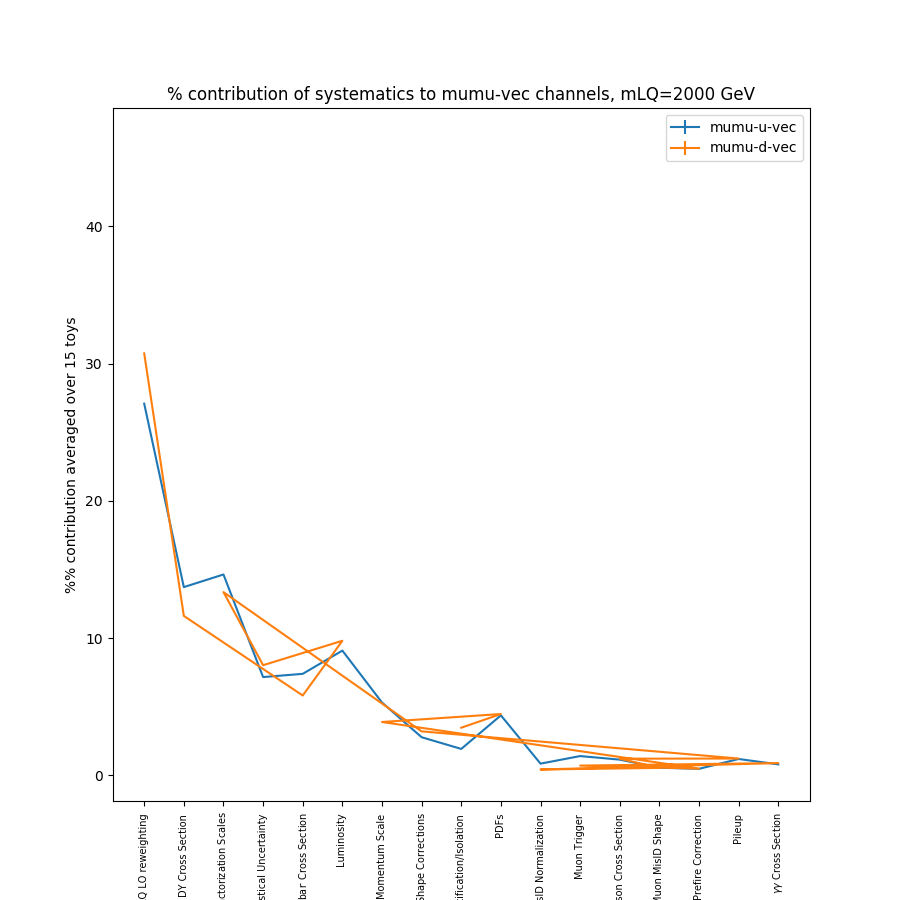 % contribution of systematics to mumu-vec channels, mLQ=2000 GeV
mumu-u-vec
mumu-d-vec
%% contribution averaged over 15 toys
40
30
20
10
0
Q LO reweighting
DY Cross Section
ctorization Scales
stical Uncertainty
bar Cross Section
Luminosity
Momentum Scale
Shape Corrections
tification/Isolation
PDFs
sID Normalization
Muon Trigger
son Cross Section
Muon MisID Shape
Prefire Correction
Pileup
γγ Cross Section